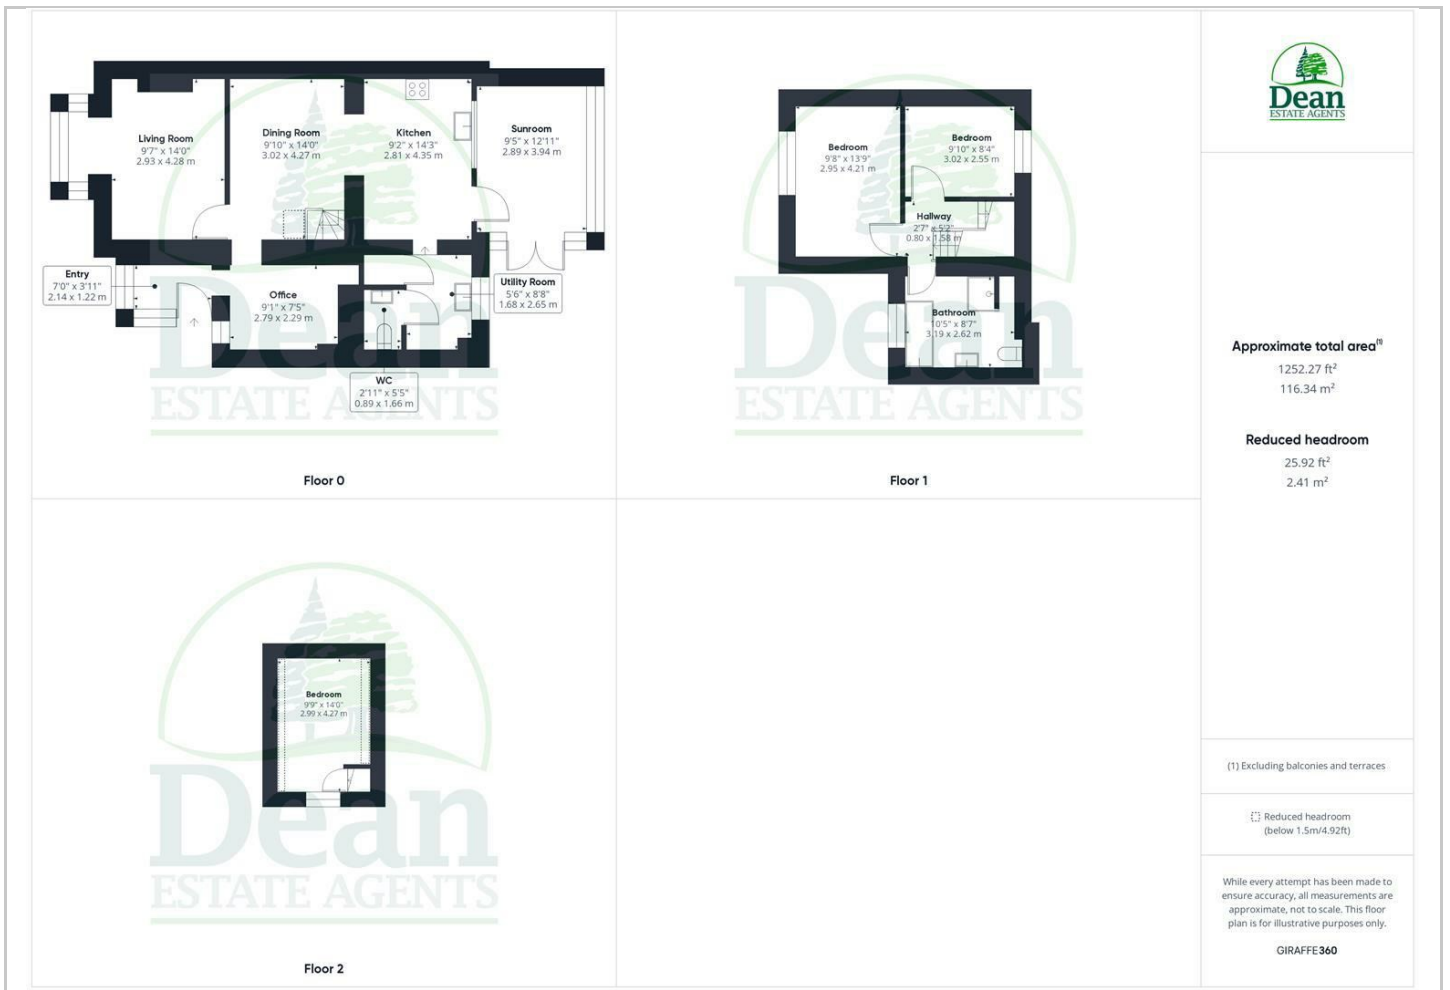 Living Room
9'7" x 14'0"
2.93 x 4.28 m
Dining Room
9'10" x 14'0"
3.02 x 4.27 m
Kitchen
9'2" x 14'3"
2.81 x 4.35 m
Sunroom
9'5" x 12'11"
2.89 x 3.94 m
Entry
7'0" x 3'11"
2.14 x 1.22 m
Office
9'1" x 7'5"
2.79 x 2.29 m
Utility Room
5'6" x 8'8"
1.68 x 2.65 m
WC
2'11" x 5'5"
0.89 x 1.66 m
Dean
ESTATE AGENTS
Floor 0
Bedroom
9'8" x 13'9"
2.95 x 4.21 m
Bedroom
9'10" x 8'4"
3.02 x 2.55 m
Hallway
2'7" x 5'2"
0.80 x 1.58 m
Bathroom
10'5" x 8'7"
3.19 x 2.62 m
Dean
ESTATE AGENTS
Floor 1
Bedroom
9'9" x 14'0"
2.99 x 4.27 m
Dean
ESTATE AGENTS
Floor 2
Dean
ESTATE AGENTS
Approximate total area(1)
1252.27 ft²
116.34 m²
Reduced headroom
25.92 ft²
2.41 m²
(1) Excluding balconies and terraces
Reduced headroom
(below 1.5m/4.92ft)
While every attempt has been made to
ensure accuracy, all measurements are
approximate, not to scale. This floor
plan is for illustrative purposes only.
GIRAFFE360